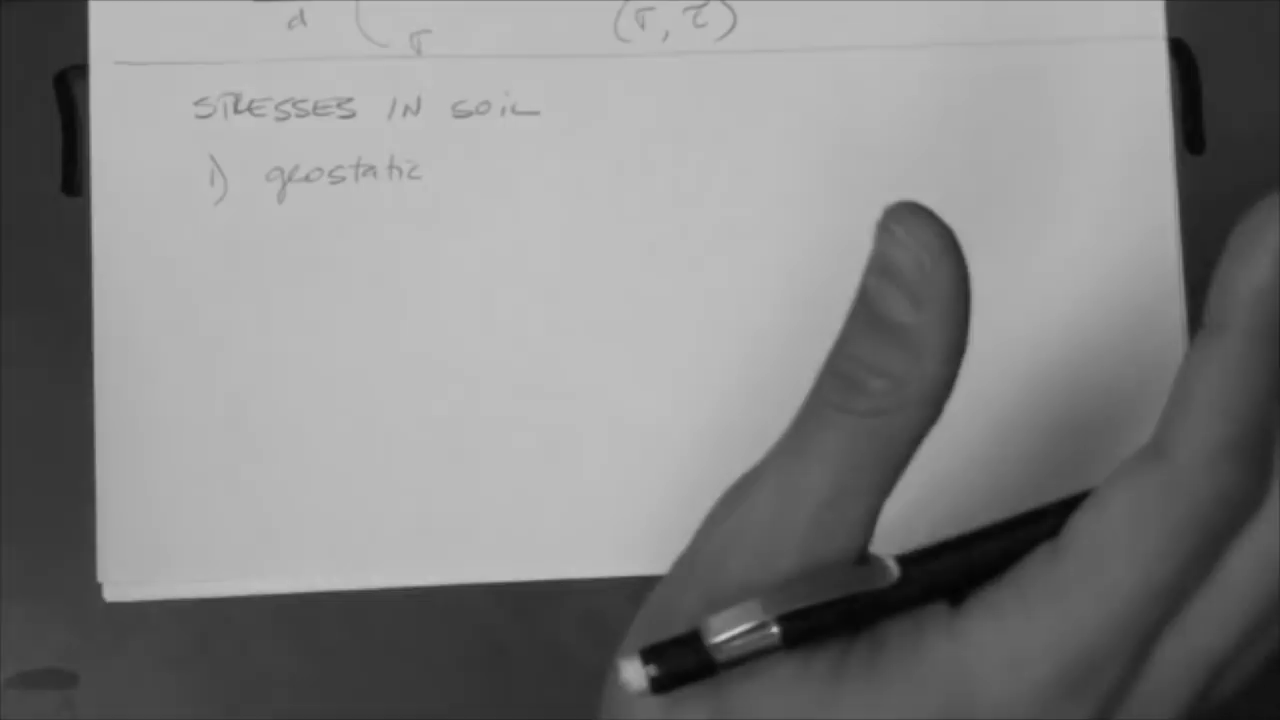 d ( σ (σ, τ)
STRESSES IN SOIL
1) geostatic